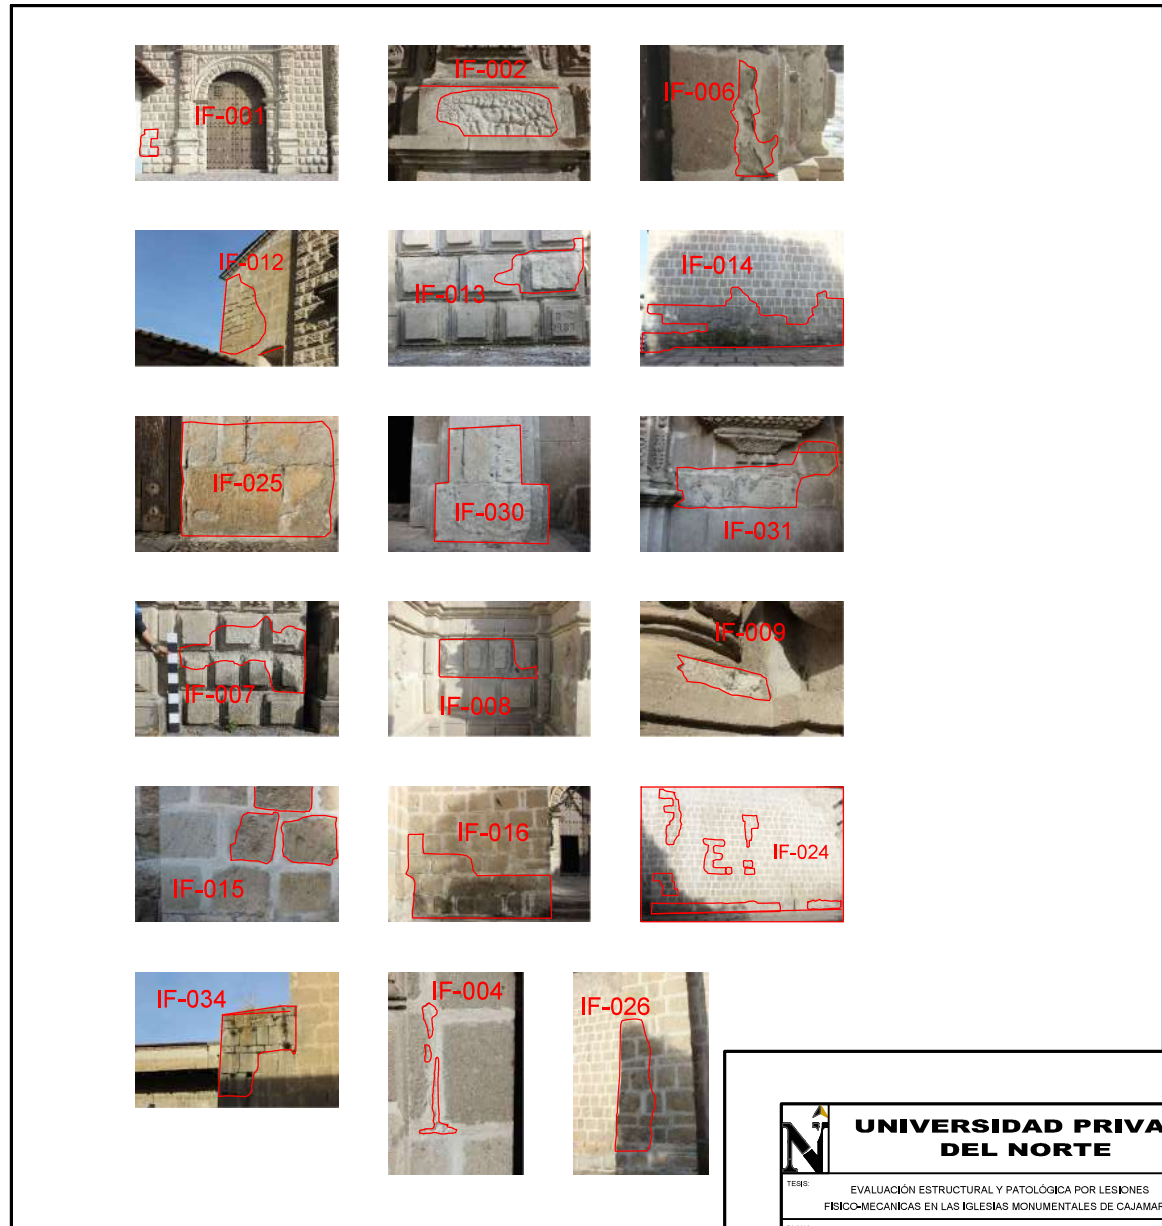 IF-001
IF-002
IF-006
IF-012
IF-013
IF-014
IF-025
IF-030
IF-031
IF-007
IF-008
IF-009
IF-015
IF-016
IF-024
IF-034
IF-004
IF-026
N
UNIVERSIDAD PRIVA
DEL NORTE
TESIS:
EVALUACIÓN ESTRUCTURAL Y PATOLÓGICA POR LESIONES
FÍSICO-MECANICAS EN LAS IGLESIAS MONUMENTALES DE CAJAMAR